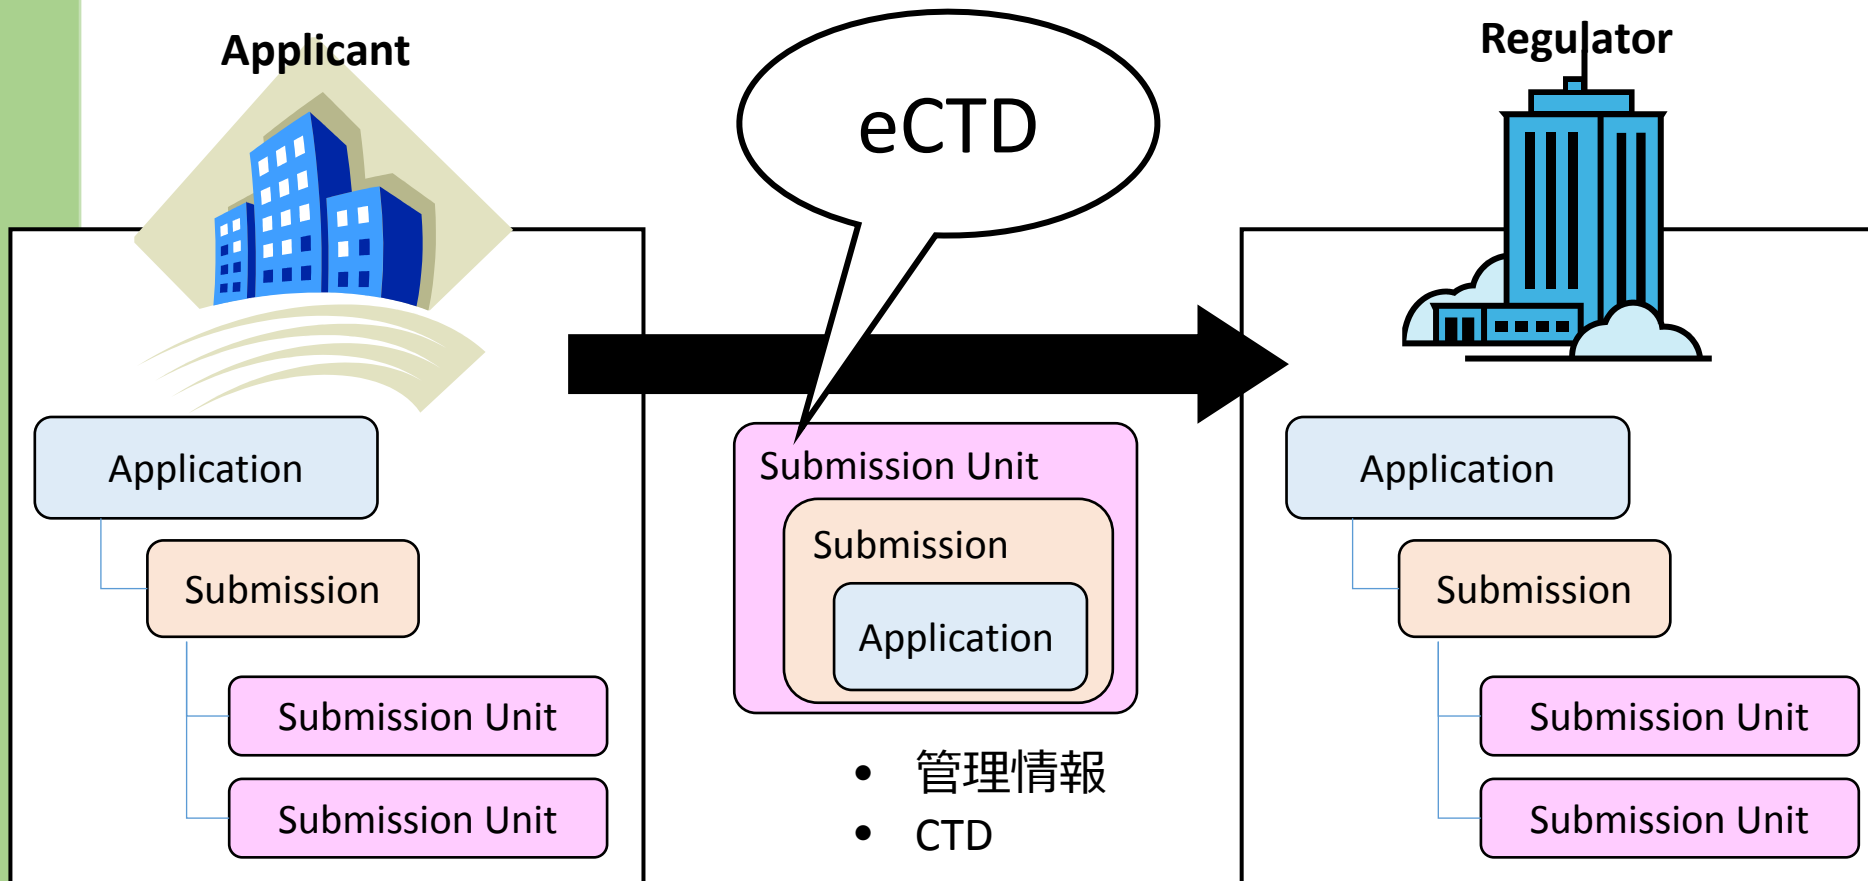 Applicant
eCTD
Regulator
Application
Submission
Submission Unit
Submission Unit
Submission Unit
Submission
Application
• 管理情報
• CTD
Application
Submission
Submission Unit
Submission Unit